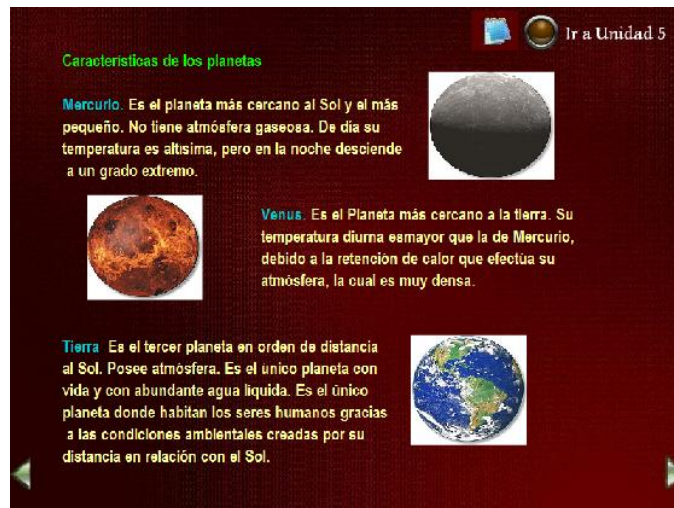 Ir a Unidad 5
Características de los planetas
Mercurio. Es el planeta más cercano al Sol y el más
pequeño. No tiene atmósfera gaseosa. De día su
temperatura es altísima, pero en la noche desciende
a un grado extremo.
Venus. Es el Planeta más cercano a la tierra. Su
temperatura diurna esmayor que la de Mercurio,
debido a la retención de calor que efectúa su
atmósfera, la cual es muy densa.
Tierra Es el tercer planeta en orden de distancia
al Sol. Posee atmósfera. Es el único planeta con
vida y con abundante agua líquida. Es el único
planeta donde habitan los seres humanos gracias
a las condiciones ambientales creadas por su
distancia en relación con el Sol.